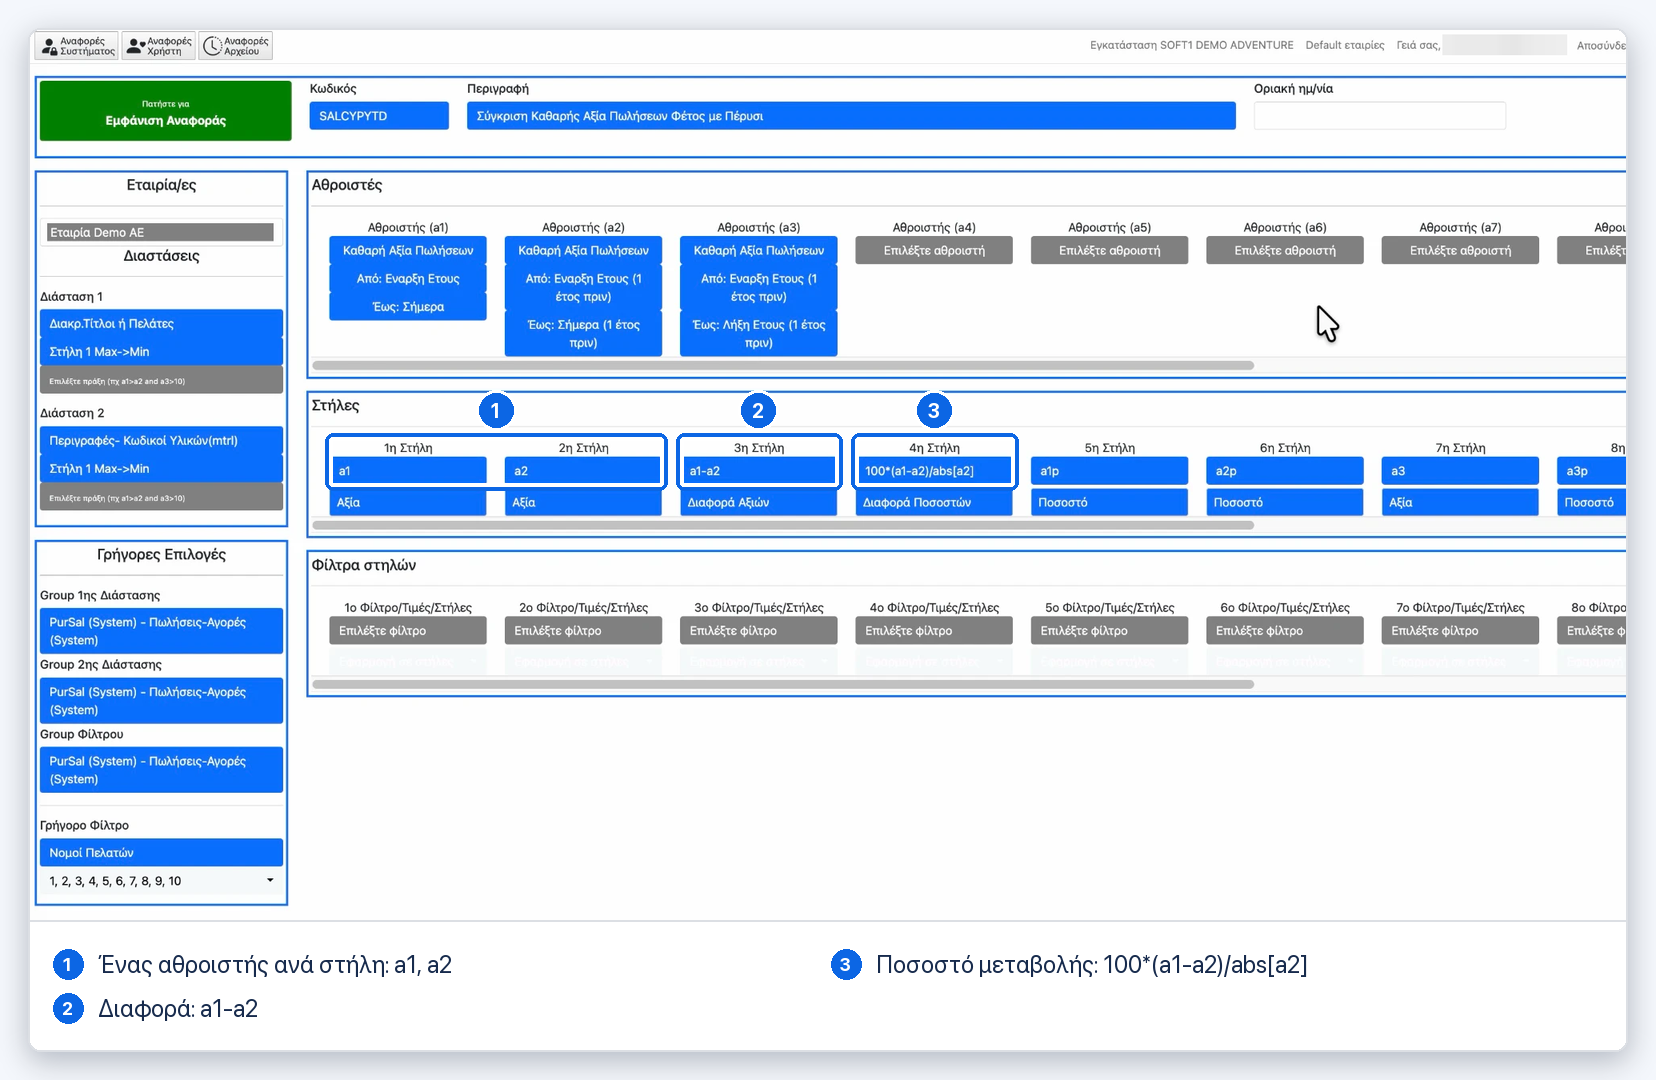 Αναφορές Συστήματος
Αναφορές Χρήστη
Αναφορές Αρχείου
Εγκατάσταση SOFT1 DEMO ADVENTURE
Default εταιρίες
Γειά σας,
Αποσύνδε
Πατήστε για
Εμφάνιση Αναφοράς
Κωδικός
SALCYPYTD
Περιγραφή
Σύγκριση Καθαρής Αξία Πωλήσεων Φέτος με Πέρυσι
Οριακή ημ/νία
Εταιρία/ες
Εταιρία Demo AE
Διαστάσεις
Διάσταση 1
Διακρ.Τίτλοι ή Πελάτες
Στήλη 1 Max->Min
Επιλέξτε πράξη (πχ a1>a2 and a3>10)
Διάσταση 2
Περιγραφές- Κωδικοί Υλικών(mtrl)
Στήλη 1 Max->Min
Επιλέξτε πράξη (πχ a1>a2 and a3>10)
Γρήγορες Επιλογές
Group 1ης Διάστασης
PurSal (System) - Πωλήσεις-Αγορές
(System)
Group 2ης Διάστασης
PurSal (System) - Πωλήσεις-Αγορές
(System)
Group Φίλτρου
PurSal (System) - Πωλήσεις-Αγορές
(System)
Γρήγορο Φίλτρο
Νομοί Πελατών
1, 2, 3, 4, 5, 6, 7, 8, 9, 10
Αθροιστές
Αθροιστής (a1)
Καθαρή Αξία Πωλήσεων
Από: Εναρξη Ετους
Έως: Σήμερα
Αθροιστής (a2)
Καθαρή Αξία Πωλήσεων
Από: Εναρξη Ετους (1
έτος πριν)
Έως: Σήμερα (1 έτος
πριν)
Αθροιστής (a3)
Καθαρή Αξία Πωλήσεων
Από: Εναρξη Ετους (1
έτος πριν)
Έως: Λήξη Ετους (1 έτος
πριν)
Αθροιστής (a4)
Επιλέξτε αθροιστή
Αθροιστής (a5)
Επιλέξτε αθροιστή
Αθροιστής (a6)
Επιλέξτε αθροιστή
Αθροιστής (a7)
Επιλέξτε αθροιστή
Αθροι
Επιλέξτ
Στήλες
1
2
3
1η Στήλη
a1
Αξία
2η Στήλη
a2
Αξία
3η Στήλη
a1-a2
Διαφορά Αξιών
4η Στήλη
100*(a1-a2)/abs[a2]
Διαφορά Ποσοστών
5η Στήλη
a1p
Ποσοστό
6η Στήλη
a2p
Ποσοστό
7η Στήλη
a3
Αξία
8η
a3p
Ποσοστό
Φίλτρα στηλών
1ο Φίλτρο/Τιμές/Στήλες
Επιλέξτε φίλτρο
2ο Φίλτρο/Τιμές/Στήλες
Επιλέξτε φίλτρο
3ο Φίλτρο/Τιμές/Στήλες
Επιλέξτε φίλτρο
4ο Φίλτρο/Τιμές/Στήλες
Επιλέξτε φίλτρο
5ο Φίλτρο/Τιμές/Στήλες
Επιλέξτε φίλτρο
6ο Φίλτρο/Τιμές/Στήλες
Επιλέξτε φίλτρο
7ο Φίλτρο/Τιμές/Στήλες
Επιλέξτε φίλτρο
8ο Φίλτρο
Επιλέξτε φ
1 Ένας αθροιστής ανά στήλη: a1, a2
2 Διαφορά: a1-a2
3 Ποσοστό μεταβολής: 100*(a1-a2)/abs[a2]